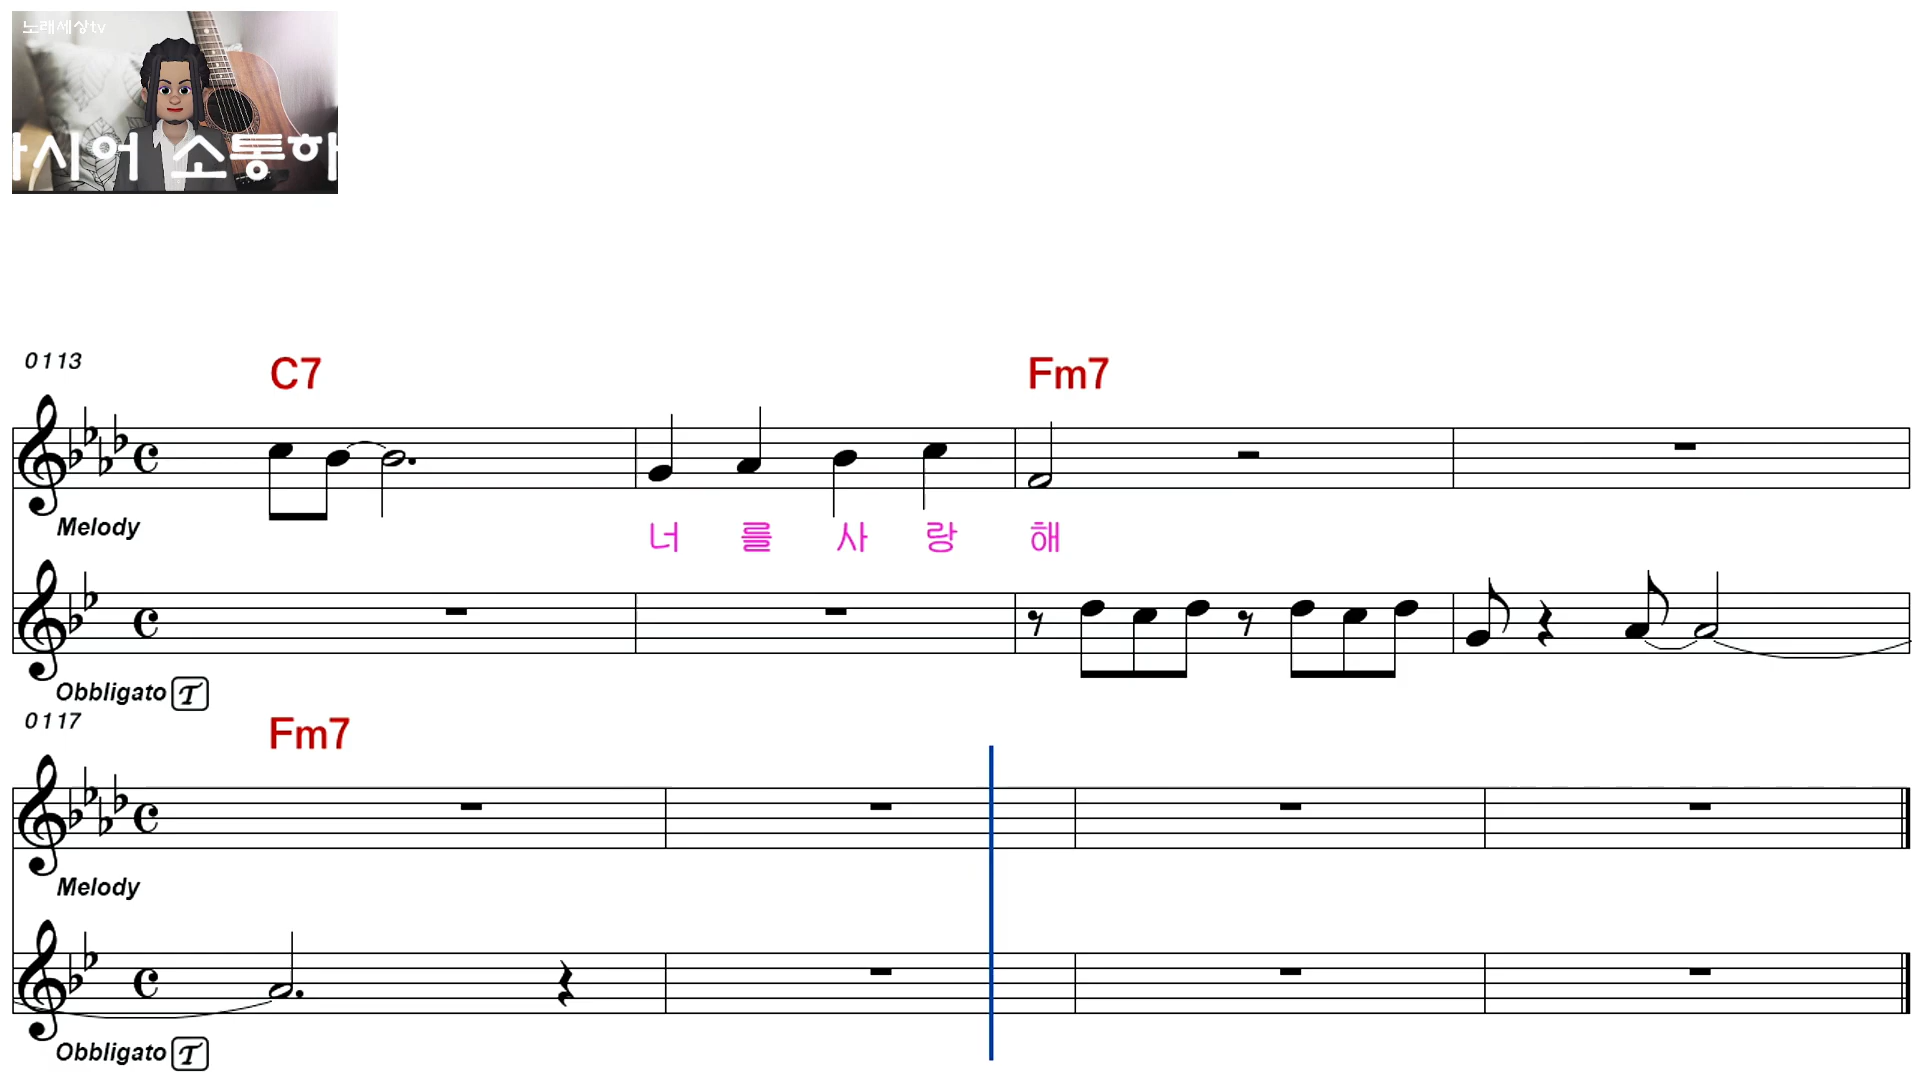 노래세상tv
시어 소통하
0113
C7
Fm7
Melody
너 를 사 랑 해
Obbligato T
0117
Fm7
Melody
Obbligato T